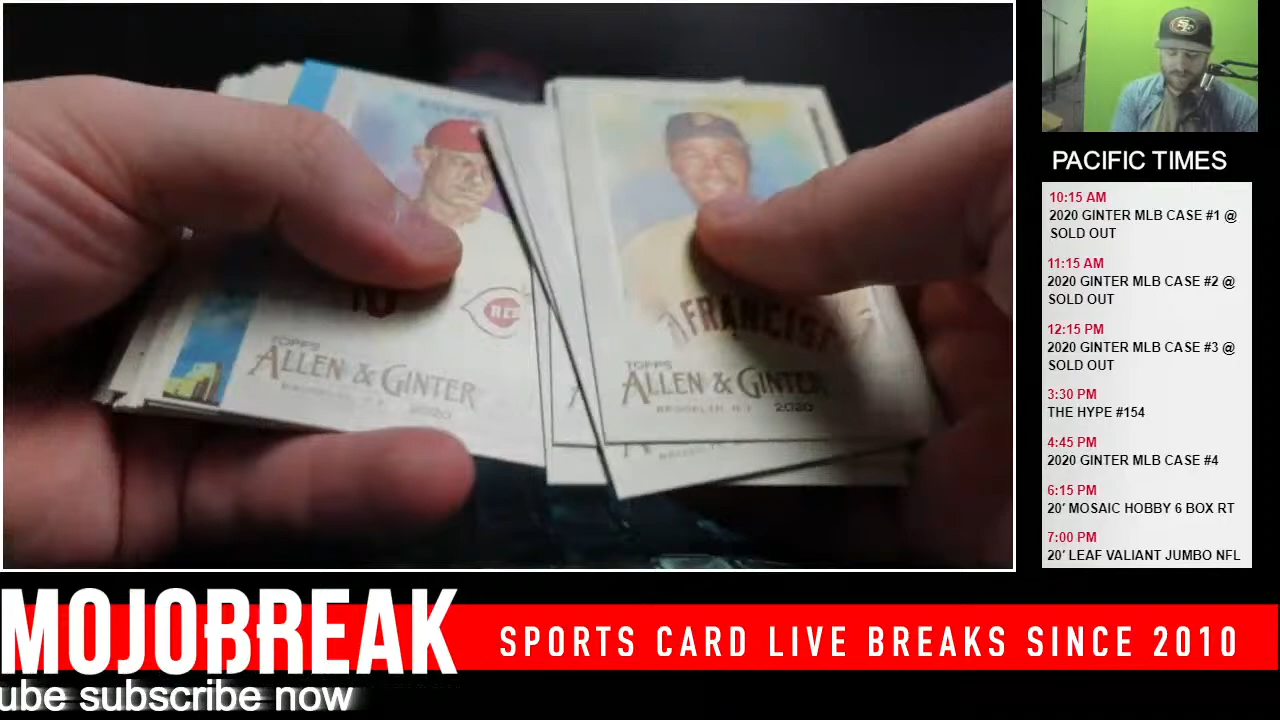 REDS
TOPPS
ALLEN & GINTER
2020
FRANCISC
TOPPS
ALLEN & GINTER
BROOKLYN, N.Y. 2020
SF
PACIFIC TIMES
10:15 AM
2020 GINTER MLB CASE #1 @
SOLD OUT
11:15 AM
2020 GINTER MLB CASE #2 @
SOLD OUT
12:15 PM
2020 GINTER MLB CASE #3 @
SOLD OUT
3:30 PM
THE HYPE #154
4:45 PM
2020 GINTER MLB CASE #4
6:15 PM
20' MOSAIC HOBBY 6 BOX RT
7:00 PM
20' LEAF VALIANT JUMBO NFL
MOJOBREAK
SPORTS CARD LIVE BREAKS SINCE 2010
ube subscribe now